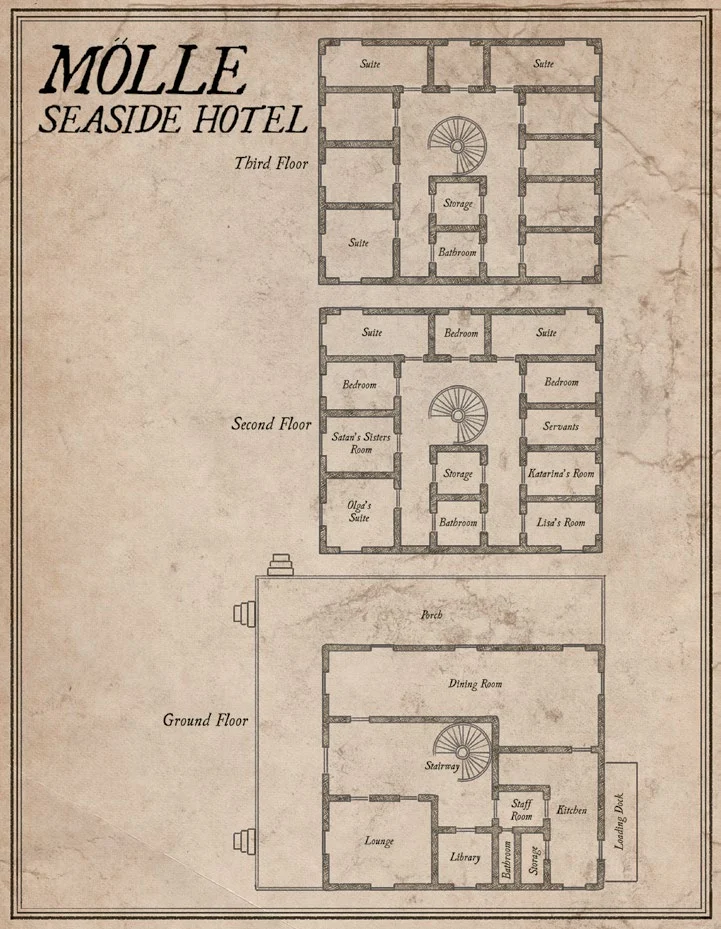 MÖLLE
SEASIDE HOTEL
Third Floor
Suite
Suite
Storage
Suite
Bathroom
Second Floor
Suite
Bedroom
Suite
Bedroom
Bedroom
Satan's Sisters
Room
Servants
Storage
Katarina's Room
Olga's
Suite
Bathroom
Lisa's Room
Ground Floor
Porch
Dining Room
Stairway
Staff
Room
Kitchen
Loading Dock
Lounge
Library
Bathroom
Storage